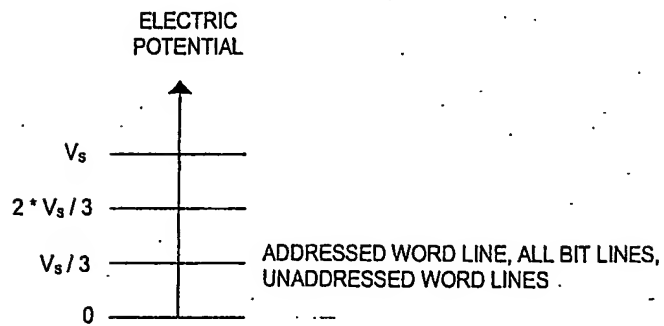 ELECTRIC
POTENTIAL
Vs
2 * Vs / 3
Vs / 3
ADDRESSED WORD LINE, ALL BIT LINES,
UNADDRESSED WORD LINES
0